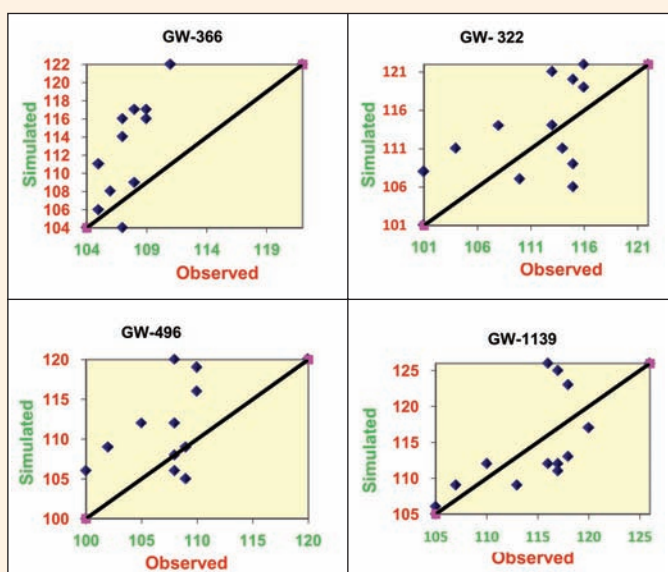 GW-366
122
120
118
116
114
112
110
108
106
104
Simulated
104 109 114 119
Observed
GW- 322
121
116
111
106
101
Simulated
101 106 111 116 121
Observed
GW-496
120
115
110
105
100
Simulated
100 105 110 115 120
Observed
GW-1139
125
120
115
110
105
Simulated
105 110 115 120 125
Observed